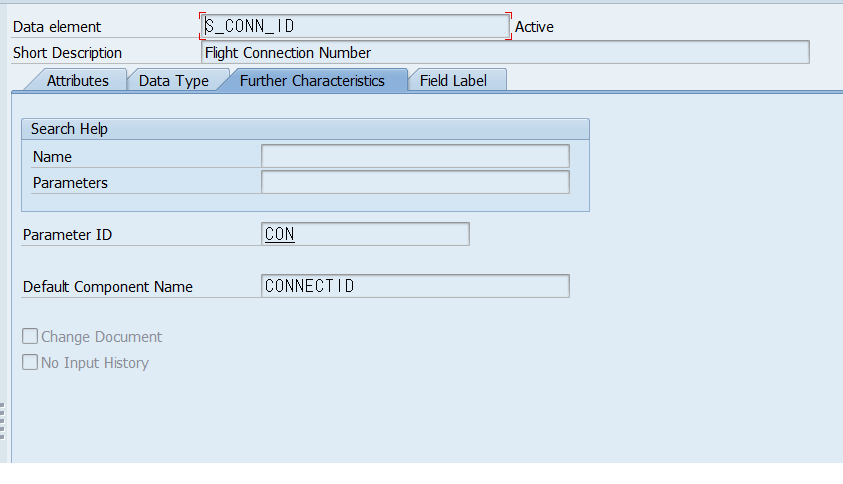 Data element S_CONN_ID Active
Short Description Flight Connection Number
Attributes Data Type Further Characteristics Field Label
Search Help
Name
Parameters
Parameter ID CON
Default Component Name CONNECTID
Change Document
No Input History